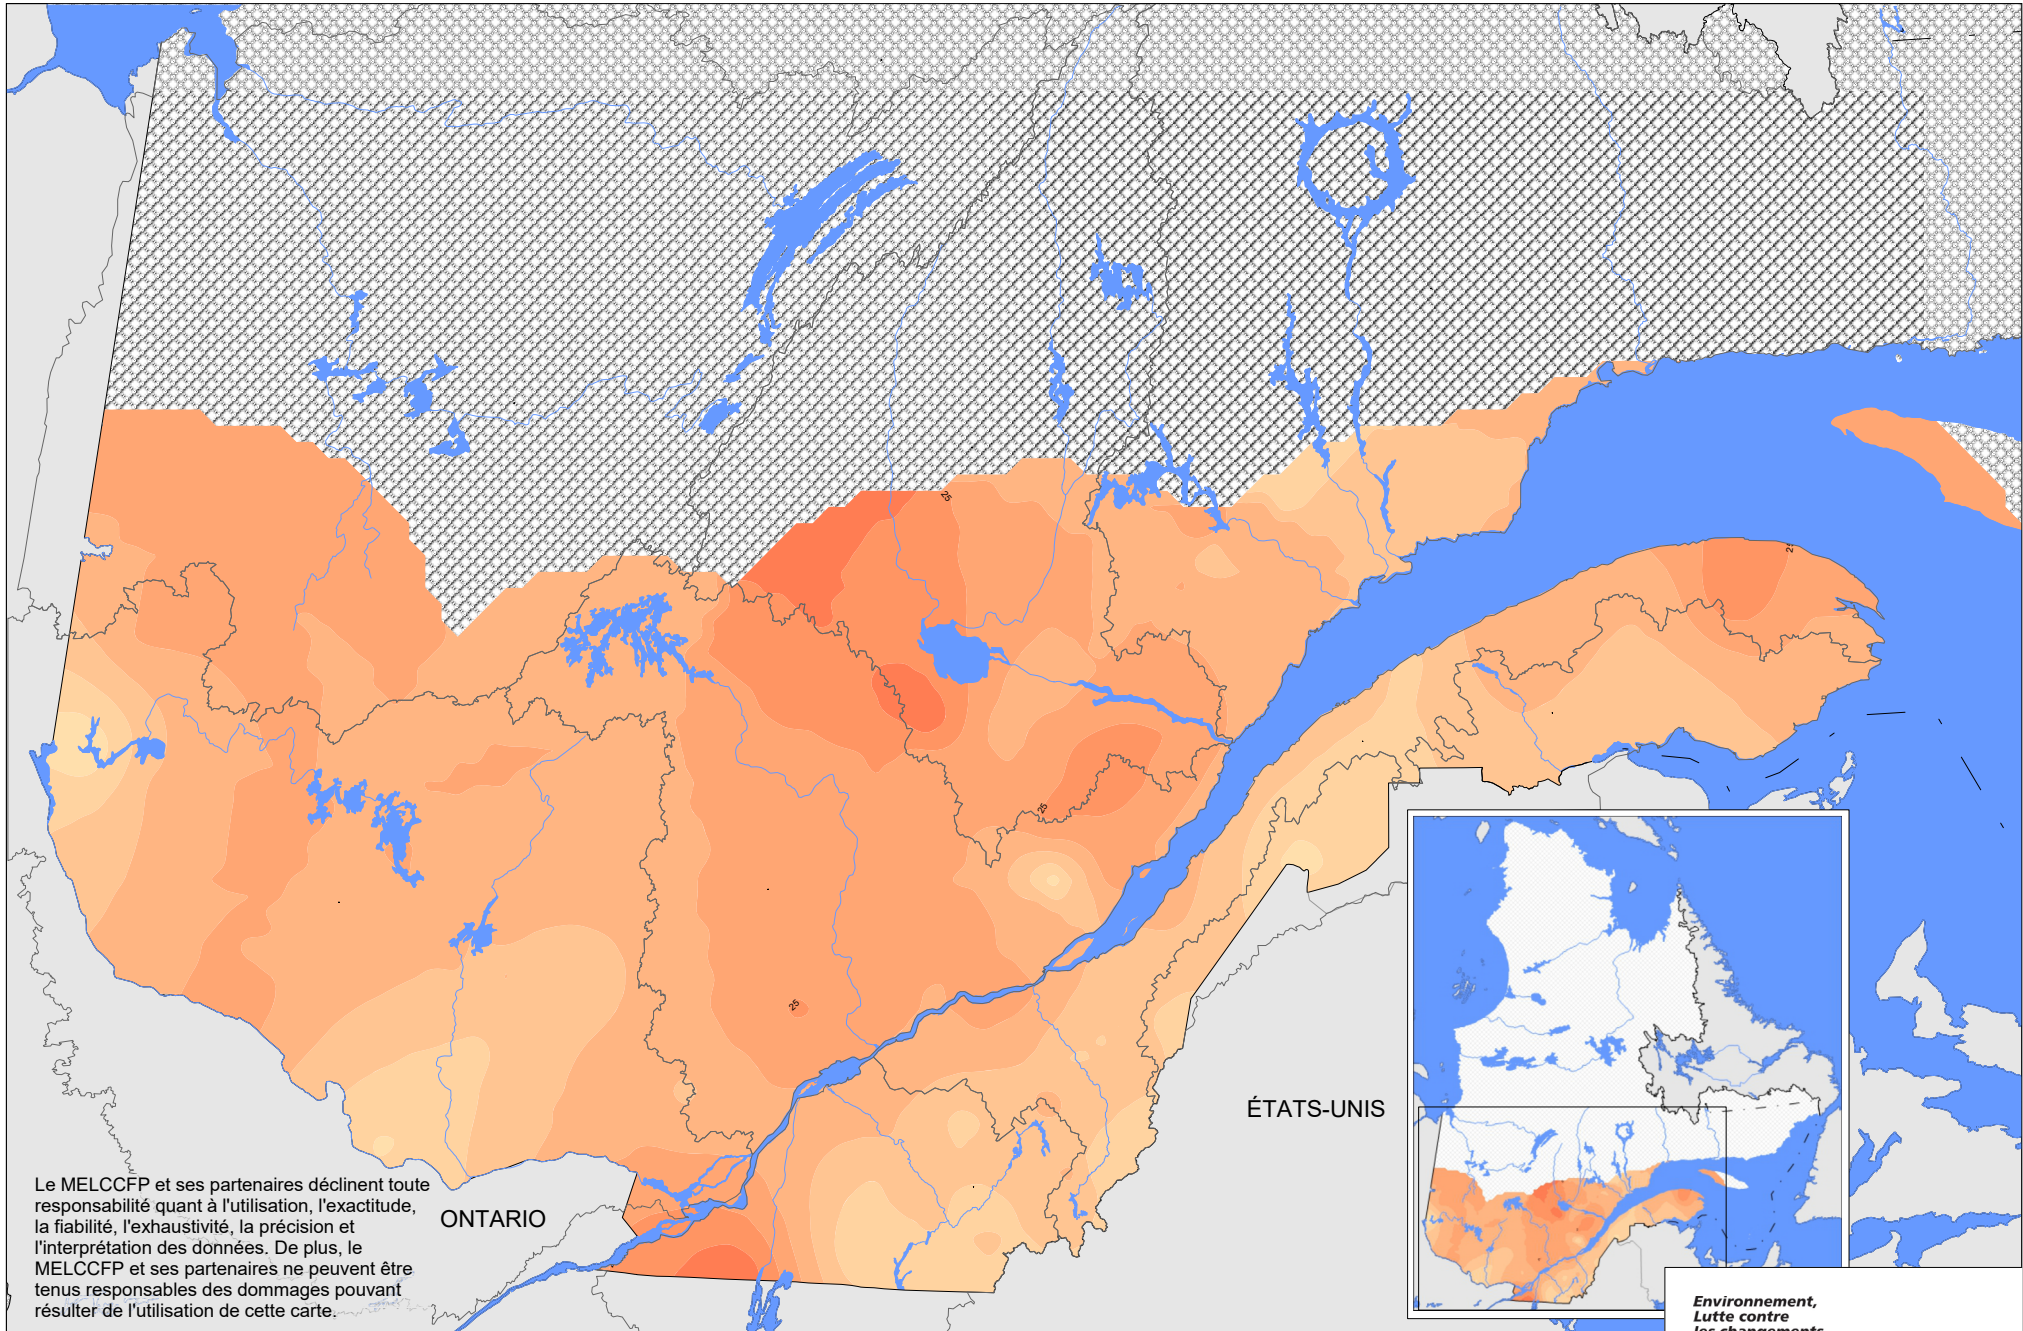 25
25
25
25
ÉTATS-UNIS
ONTARIO
Le MELCCFP et ses partenaires déclinent toute
responsabilité quant à l'utilisation, l'exactitude,
la fiabilité, l'exhaustivité, la précision et
l'interprétation des données. De plus, le
MELCCFP et ses partenaires ne peuvent être
tenus responsables des dommages pouvant
résulter de l'utilisation de cette carte.
Environnement,
Lutte contre
les changements